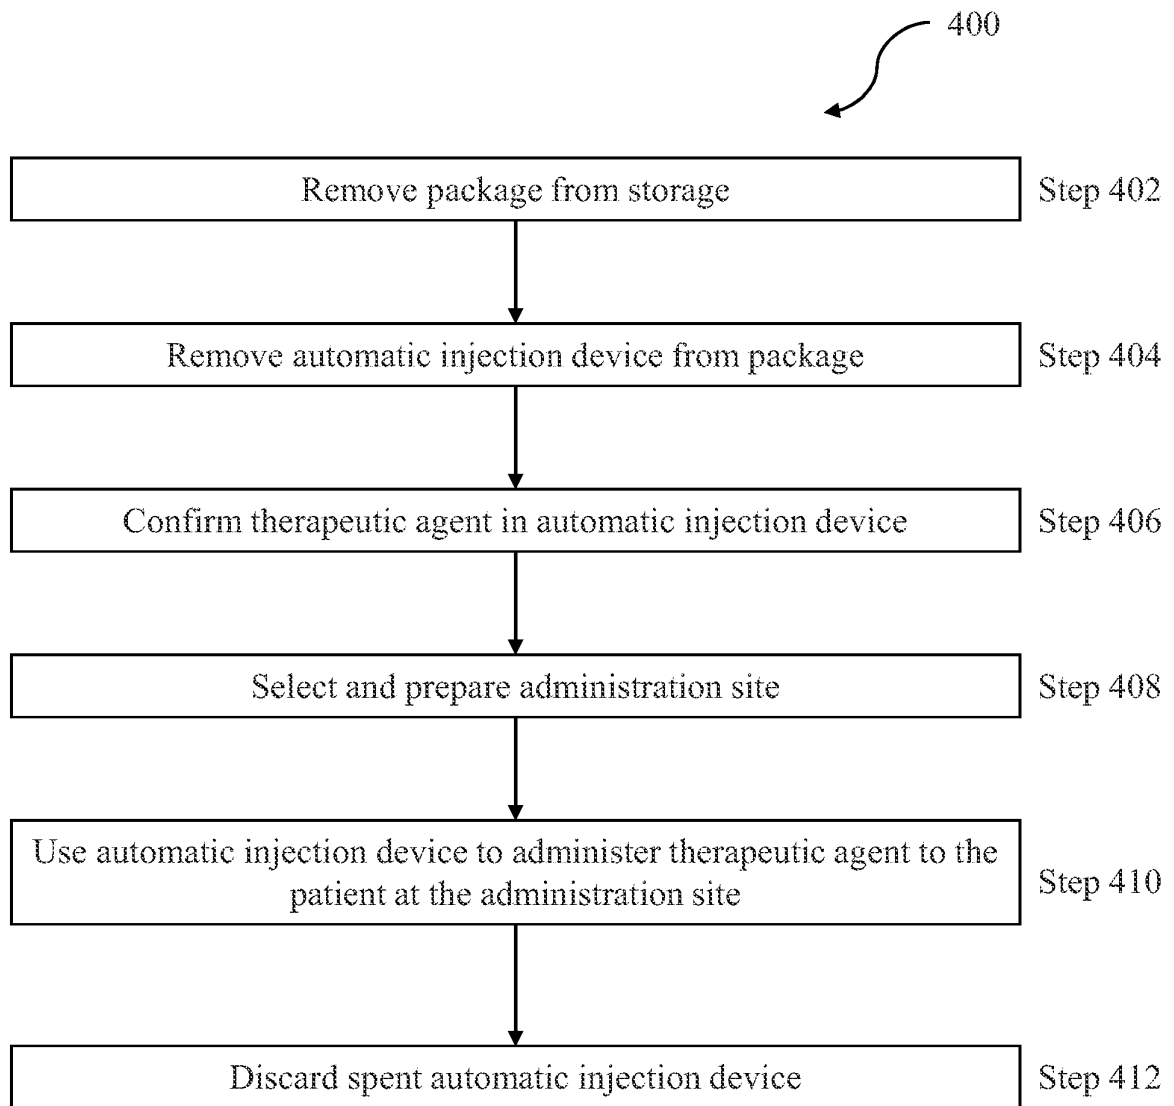 400
Remove package from storage
Step 402
Remove automatic injection device from package
Step 404
Confirm therapeutic agent in automatic injection device
Step 406
Select and prepare administration site
Step 408
Use automatic injection device to administer therapeutic agent to the
patient at the administration site
Step 410
Discard spent automatic injection device
Step 412